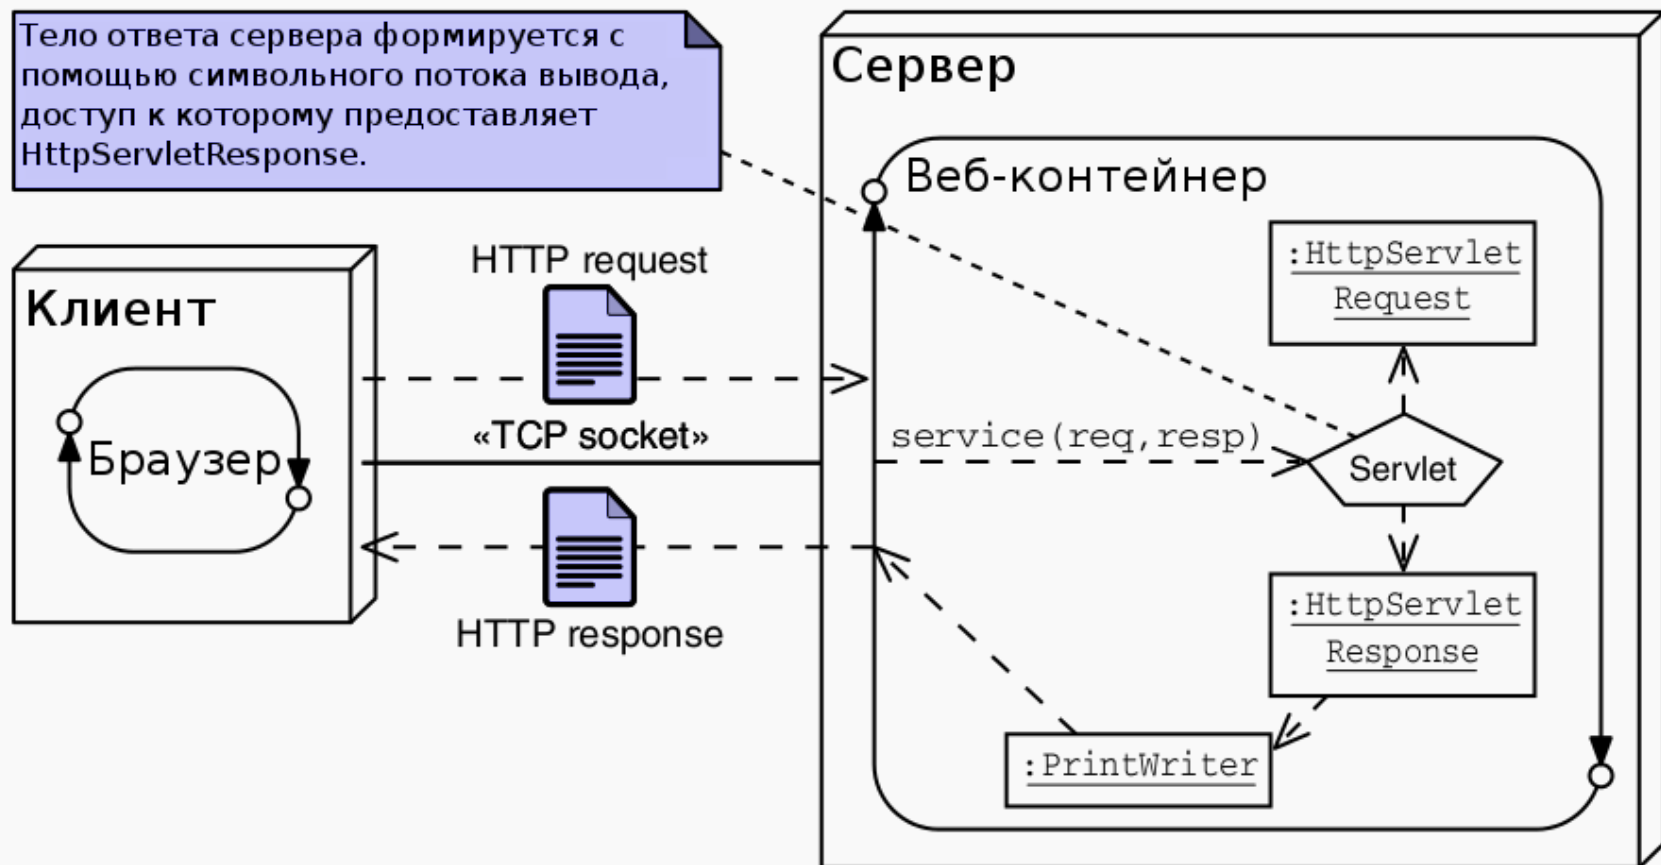 Тело ответа сервера формируется с
помощью символьного потока вывода,
доступ к которому предоставляет
HttpServletResponse.
Сервер
Веб-контейнер
:HttpServlet
Request
HTTP request
Клиент
«TCP socket»
service(req,resp)
Браузер
Servlet
HTTP response
:HttpServlet
Response
:PrintWriter